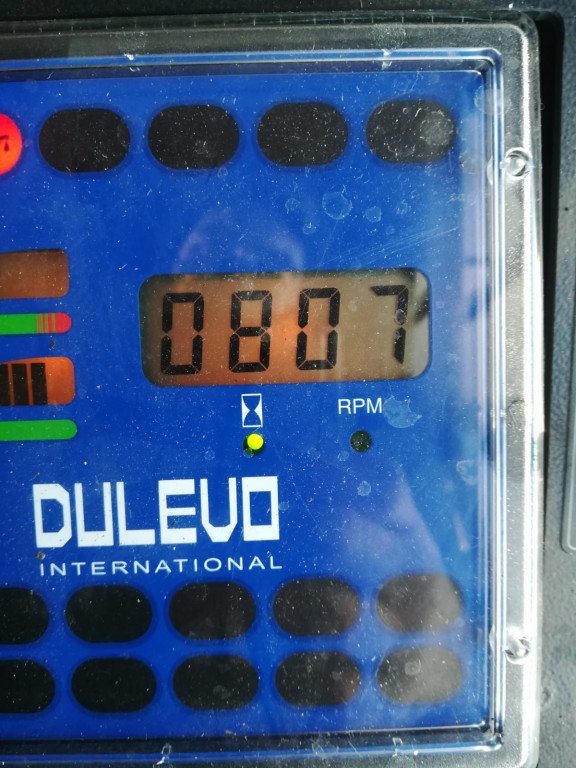 0807
RPM
DULEVO
INTERNATIONAL